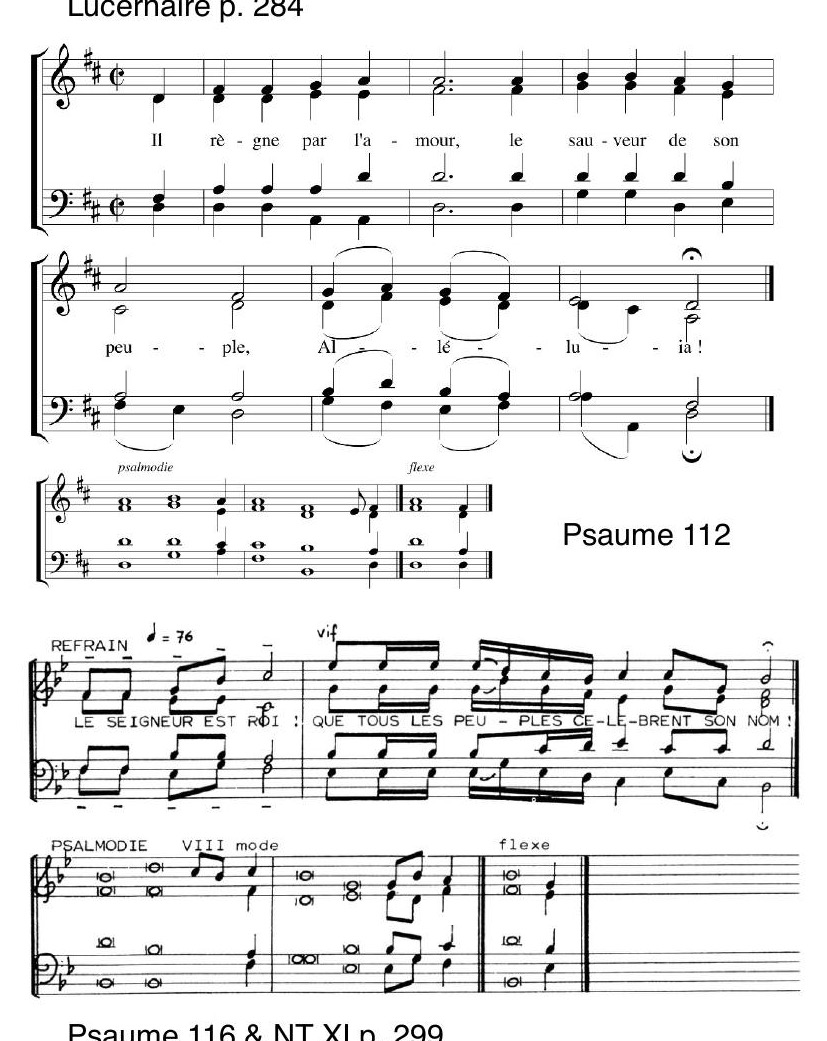 Lucernaire p. 284
Il rè - gne par l'a - mour, le sau - veur de son
peu - - ple, Al - - lé - - lu - - ia !
psalmodie flexe
Psaume 112
REFRAIN ♩ = 76 vif
LE SEIGNEUR EST ROI ! QUE TOUS LES PEU - PLES CE-LE-BRENT SON NOM !
PSALMODIE VIII mode flexe
Psaume 116 & NT XI p. 299